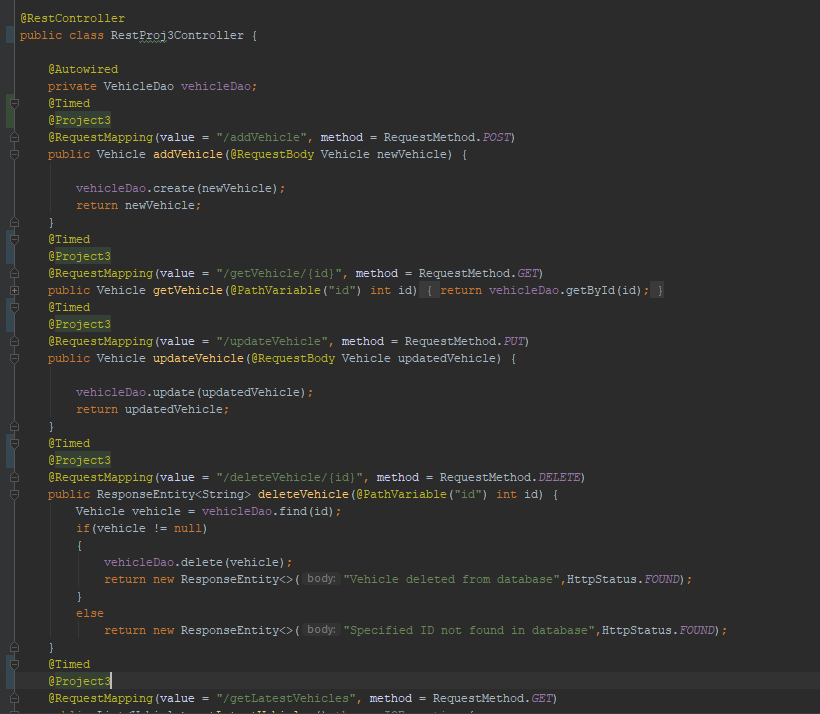 @RestController
public class RestProj3Controller {
@Autowired
private VehicleDao vehicleDao;
@Timed
@Project3
@RequestMapping(value = "/addVehicle", method = RequestMethod.POST)
public Vehicle addVehicle(@RequestBody Vehicle newVehicle) {
vehicleDao.create(newVehicle);
return newVehicle;
}
@Timed
@Project3
@RequestMapping(value = "/getVehicle/{id}", method = RequestMethod.GET)
public Vehicle getVehicle(@PathVariable("id") int id) { return vehicleDao.getById(id); }
@Timed
@Project3
@RequestMapping(value = "/updateVehicle", method = RequestMethod.PUT)
public Vehicle updateVehicle(@RequestBody Vehicle updatedVehicle) {
vehicleDao.update(updatedVehicle);
return updatedVehicle;
}
@Timed
@Project3
@RequestMapping(value = "/deleteVehicle/{id}", method = RequestMethod.DELETE)
public ResponseEntity<String> deleteVehicle(@PathVariable("id") int id) {
Vehicle vehicle = vehicleDao.find(id);
if(vehicle != null)
{
vehicleDao.delete(vehicle);
return new ResponseEntity<>( body: "Vehicle deleted from database",HttpStatus.FOUND);
}
else
return new ResponseEntity<>( body: "Specified ID not found in database",HttpStatus.FOUND);
}
@Timed
@Project3
@RequestMapping(value = "/getLatestVehicles", method = RequestMethod.GET)